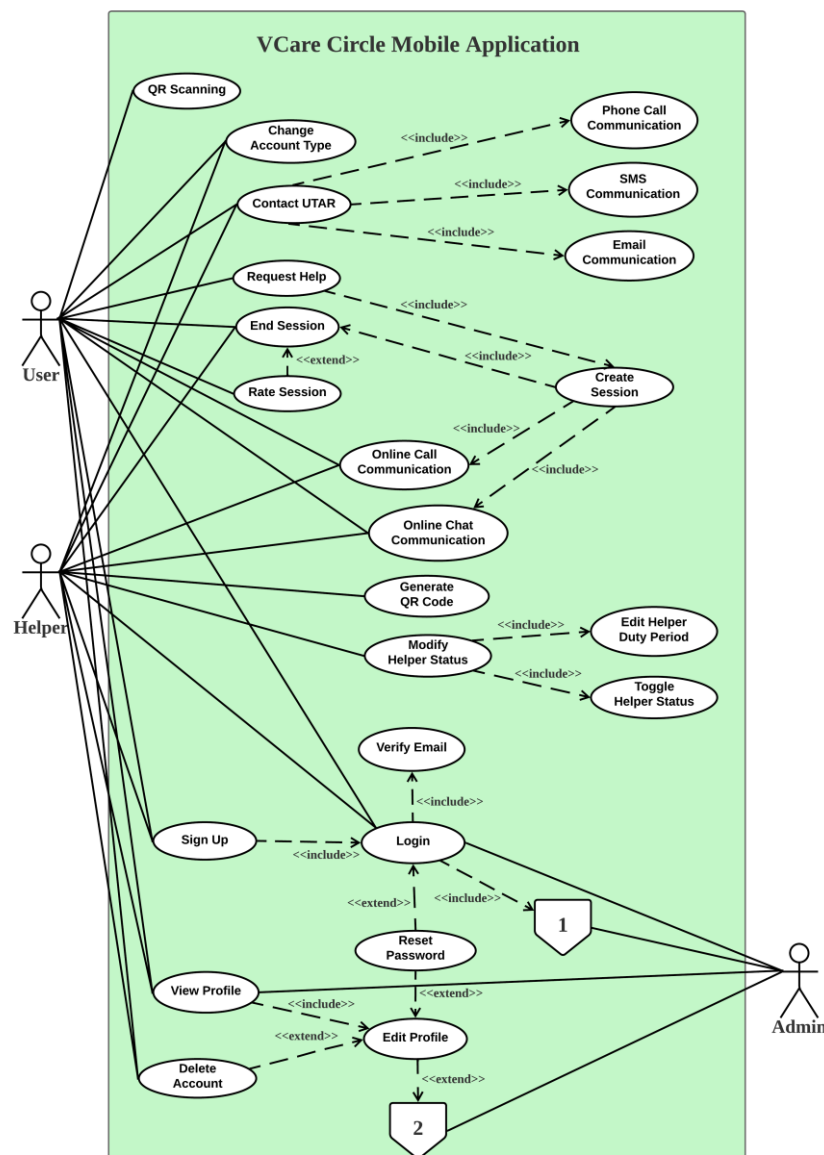 VCare Circle Mobile Application
QR Scanning
Phone Call
Communication
<<include>>
Change
Account Type
SMS
Communication
<<include>>
Contact UTAR
<<include>>
Email
Communication
Request Help
<<include>>
End Session
<<include>>
<<extend>>
User
Rate Session
Create
Session
<<include>>
Online Call
Communication
<<include>>
Online Chat
Communication
Helper
Generate
QR Code
<<include>>
Edit Helper
Duty Period
Modify
Helper Status
<<include>>
Toggle
Helper Status
Verify Email
<<include>>
Sign Up
<<include>>
Login
<<extend>>
<<include>>
1
Reset
Password
View Profile
<<include>>
<<extend>>
Admin
<<extend>>
Edit Profile
Delete
Account
<<extend>>
2